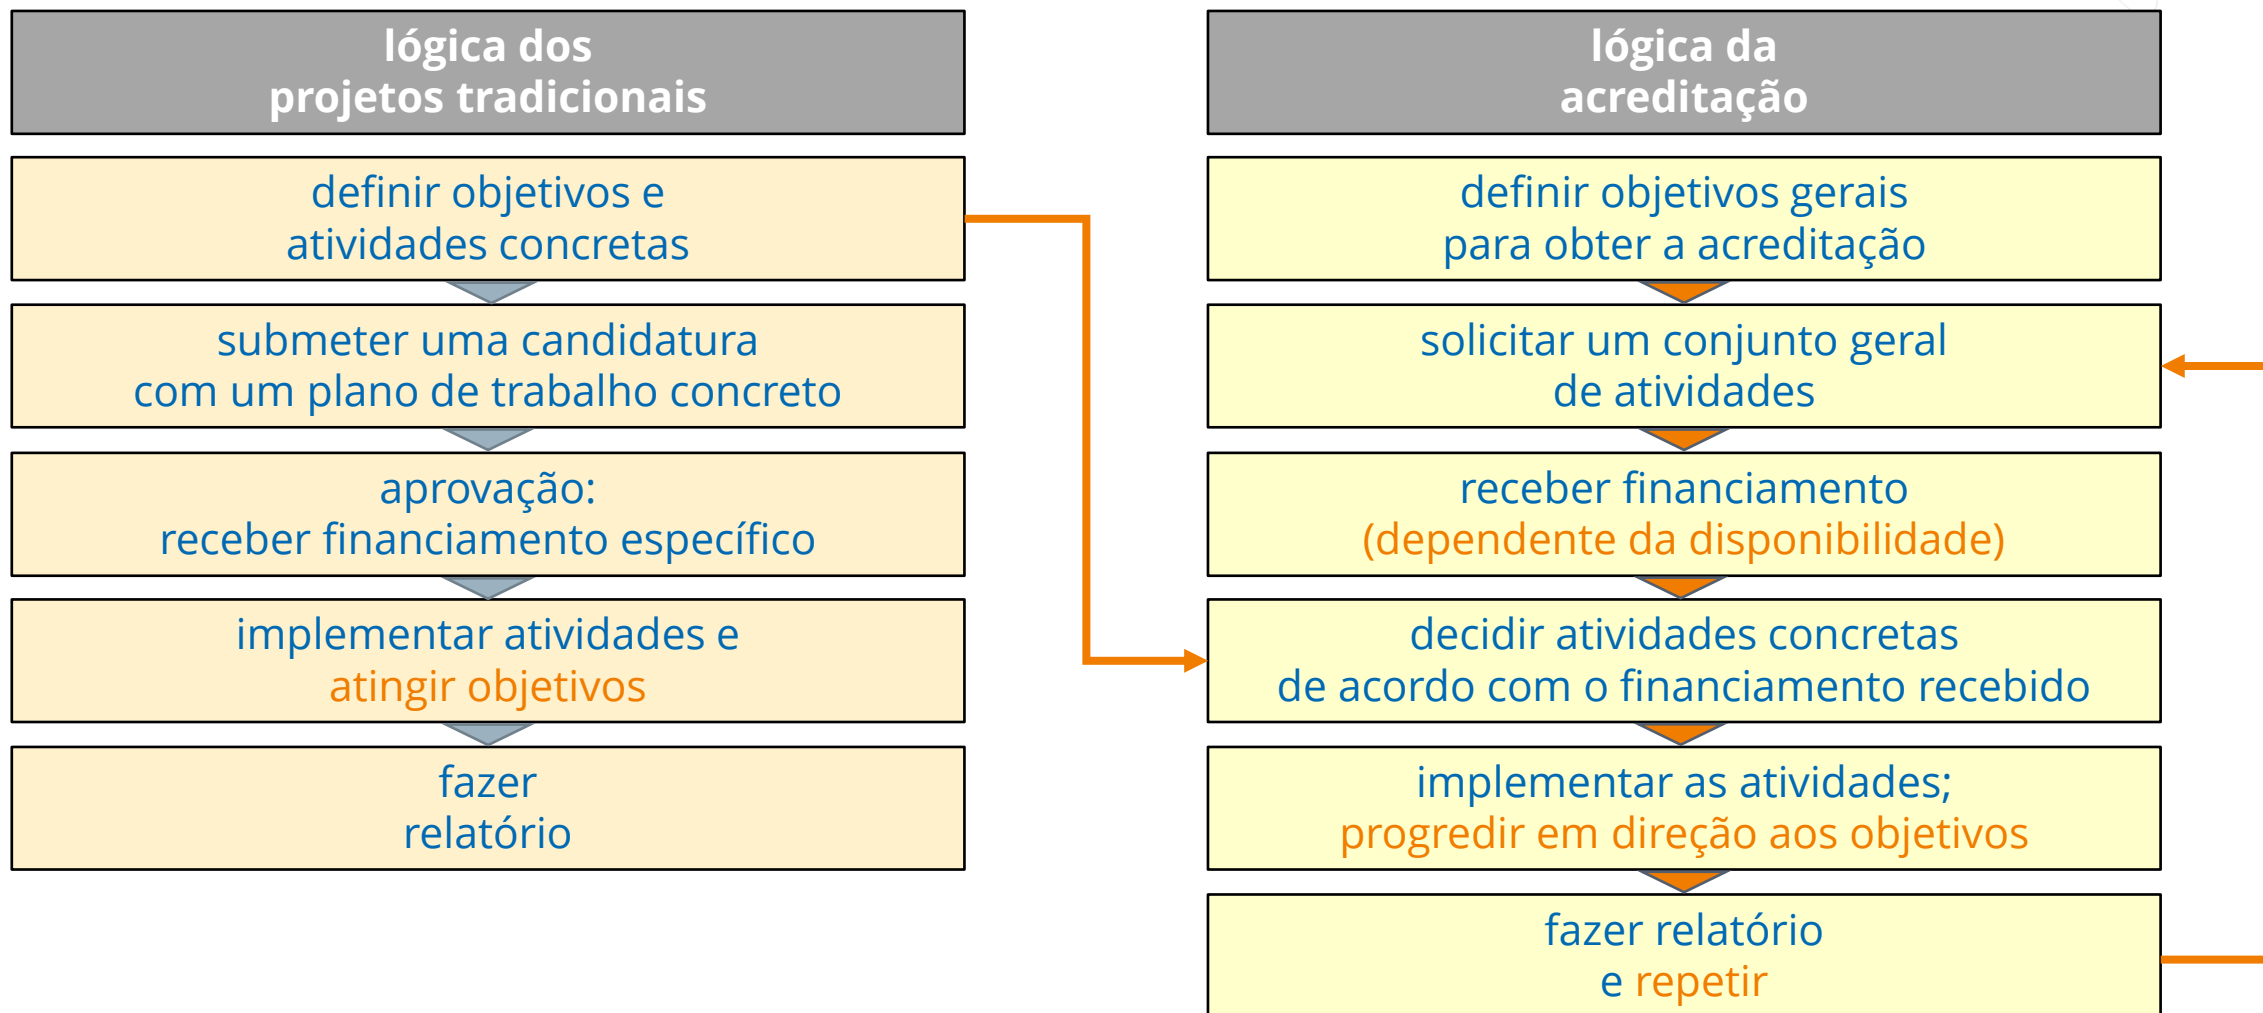 lógica dos
projetos tradicionais
definir objetivos e
atividades concretas
submeter uma candidatura
com um plano de trabalho concreto
aprovação:
receber financiamento específico
implementar atividades e
atingir objetivos
fazer
relatório
lógica da
acreditação
definir objetivos gerais
para obter a acreditação
solicitar um conjunto geral
de atividades
receber financiamento
(dependente da disponibilidade)
decidir atividades concretas
de acordo com o financiamento recebido
implementar as atividades;
progredir em direção aos objetivos
fazer relatório
e repetir